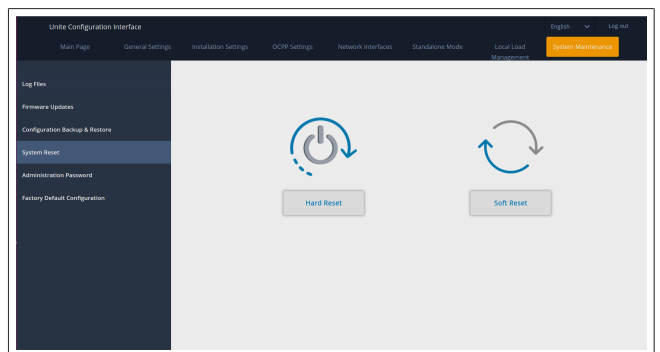 Unite Configuration Interface
English
Log out
Main Page
General Settings
Installation Settings
OCPP Settings
Network Interfaces
Standalone Mode
Local Load
Management
System Maintenance
Log Files
Firmware Updates
Configuration Backup & Restore
System Reset
Administration Password
Factory Default Configuration
Hard Reset
Soft Reset